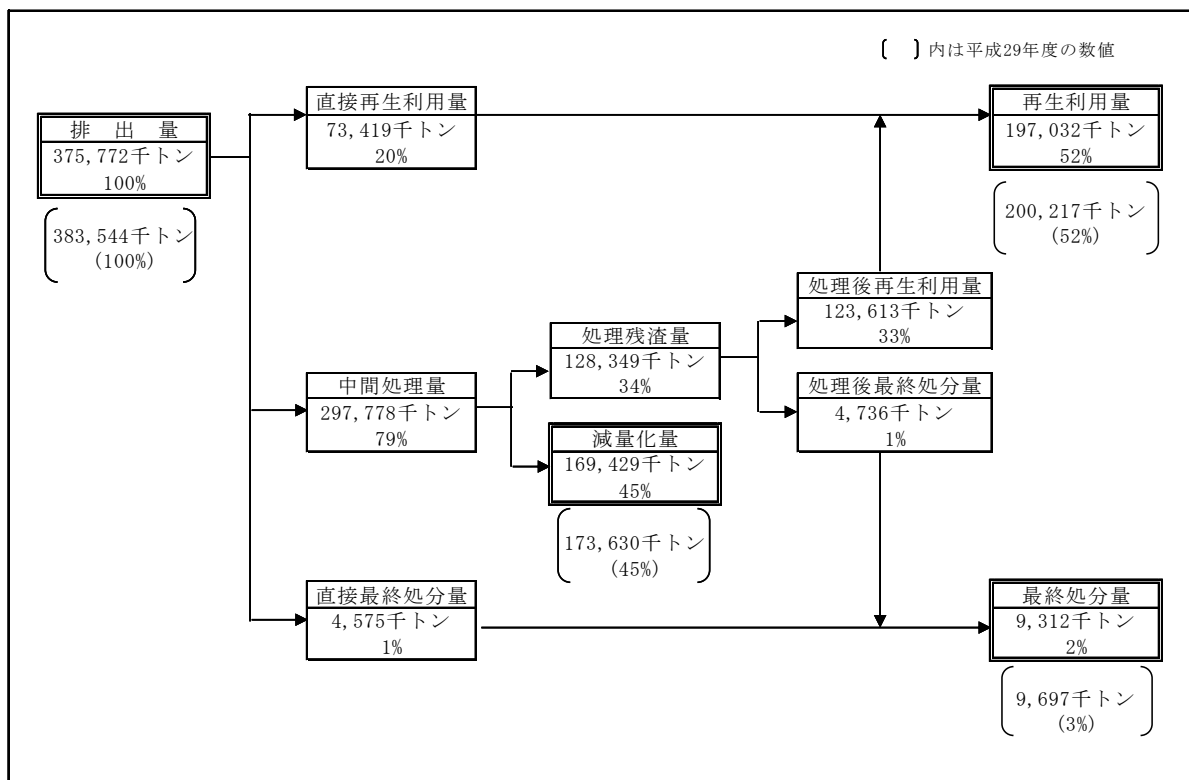 〔　〕内は平成29年度の数値
排　出　量
375,772千トン
100%
383,544千トン
(100%)
直接再生利用量
73,419千トン
20%
中間処理量
297,778千トン
79%
直接最終処分量
4,575千トン
1%
処理残渣量
128,349千トン
34%
減量化量
169,429千トン
45%
173,630千トン
(45%)
処理後再生利用量
123,613千トン
33%
処理後最終処分量
4,736千トン
1%
再生利用量
197,032千トン
52%
200,217千トン
(52%)
最終処分量
9,312千トン
2%
9,697千トン
(3%)